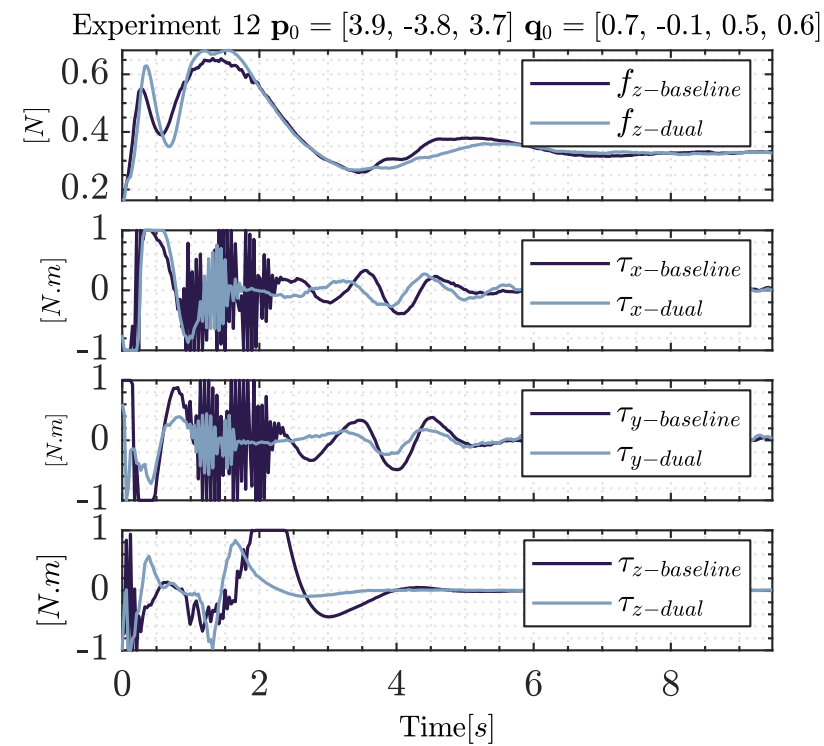 Experiment 12 p₀ = [3.9, -3.8, 3.7] q₀ = [0.7, -0.1, 0.5, 0.6]
0.6
0.4
0.2
[N]
f_{z-baseline}
f_{z-dual}
1
0
-1
[N.m]
τ_{x-baseline}
τ_{x-dual}
1
0
-1
[N.m]
τ_{y-baseline}
τ_{y-dual}
1
0
-1
[N.m]
τ_{z-baseline}
τ_{z-dual}
0 2 4 6 8
Time[s]